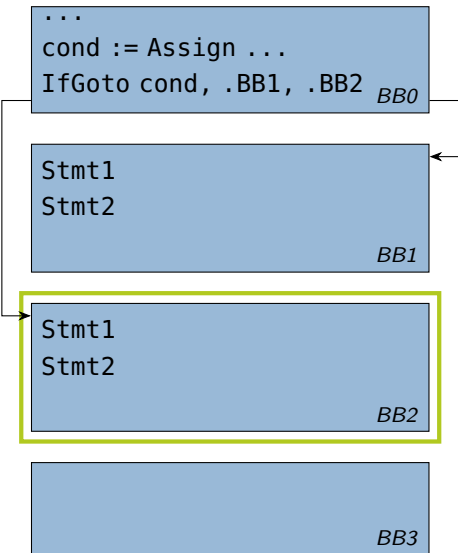 ...
cond := Assign ...
IfGoto cond, .BB1, .BB2
BB0
Stmt1
Stmt2
BB1
Stmt1
Stmt2
BB2
BB3